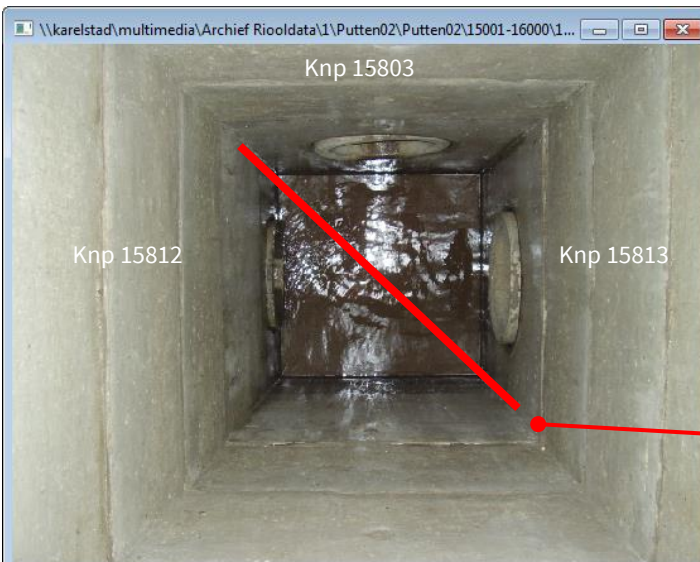 \\karelstad\multimedia\Archief Riooldata\1\Putten02\Putten02\15001-16000\1...
Knp 15803
Knp 15812
Knp 15813